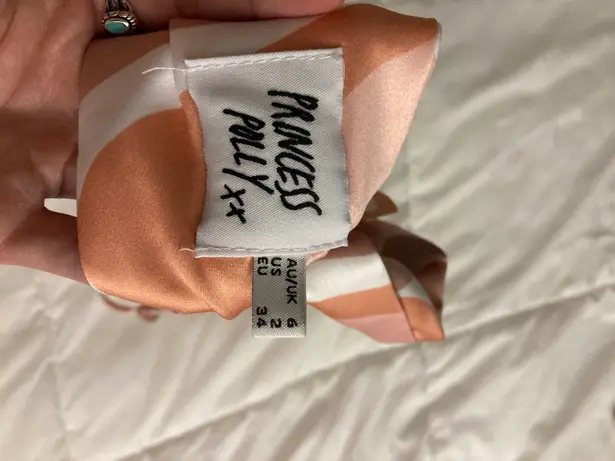 PRINCESS
POLLY xx
AU/UK 6
US 2
EU 34